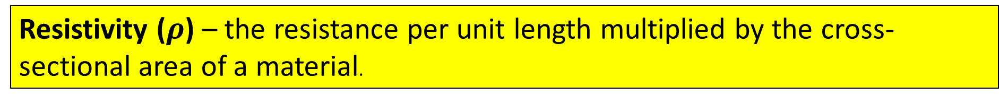 Resistivity (𝝆) – the resistance per unit length multiplied by the cross-
sectional area of a material.